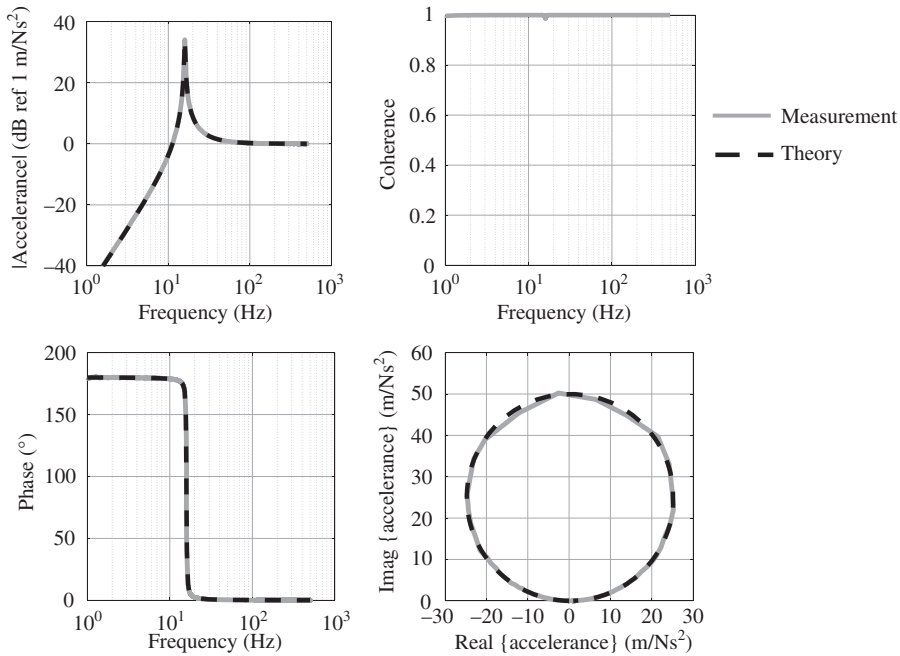 |Accelerance| (dB ref 1 m/Ns²)
40
20
0
−20
−40
10⁰ 10¹ 10² 10³
Frequency (Hz)
Coherence
1
0.8
0.6
0.4
0.2
0
10⁰ 10¹ 10² 10³
Frequency (Hz)
Measurement
Theory
Phase (°)
200
150
100
50
0
10⁰ 10¹ 10² 10³
Frequency (Hz)
Imag {accelerance} (m/Ns²)
60
50
40
30
20
10
0
−30 −20 −10 0 10 20 30
Real {accelerance} (m/Ns²)